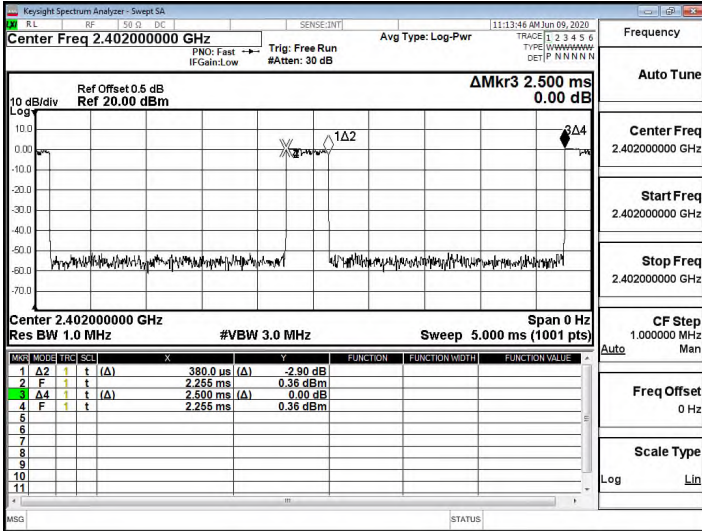 Keysight Spectrum Analyzer - Swept SA
LXI RL RF 50 Ω DC SENSE:INT 11:13:46 AM Jun 09, 2020
Center Freq 2.402000000 GHz
PNO: Fast
IFGain:Low
Trig: Free Run
#Atten: 30 dB
Avg Type: Log-Pwr
TRACE 1 2 3 4 5 6
TYPE WWWWWW
DET P N N N N N
Frequency
Ref Offset 0.5 dB
10 dB/div Ref 20.00 dBm
ΔMkr3 2.500 ms
0.00 dB
Log
10.0
0.00
-10.0
-20.0
-30.0
-40.0
-50.0
-60.0
-70.0
1Δ2
3Δ4
Center 2.402000000 GHz Span 0 Hz
Res BW 1.0 MHz #VBW 3.0 MHz Sweep 5.000 ms (1001 pts)
MKR MODE TRC SCL X Y FUNCTION FUNCTION WIDTH FUNCTION VALUE
1 Δ2 1 t (Δ) 380.0 µs (Δ) -2.90 dB
2 F 1 t 2.255 ms 0.36 dBm
3 Δ4 1 t (Δ) 2.500 ms (Δ) 0.00 dB
4 F 1 t 2.255 ms 0.36 dBm
5
6
7
8
9
10
11
MSG STATUS
Auto Tune
Center Freq
2.402000000 GHz
Start Freq
2.402000000 GHz
Stop Freq
2.402000000 GHz
CF Step
1.000000 MHz
Auto Man
Freq Offset
0 Hz
Scale Type
Log Lin